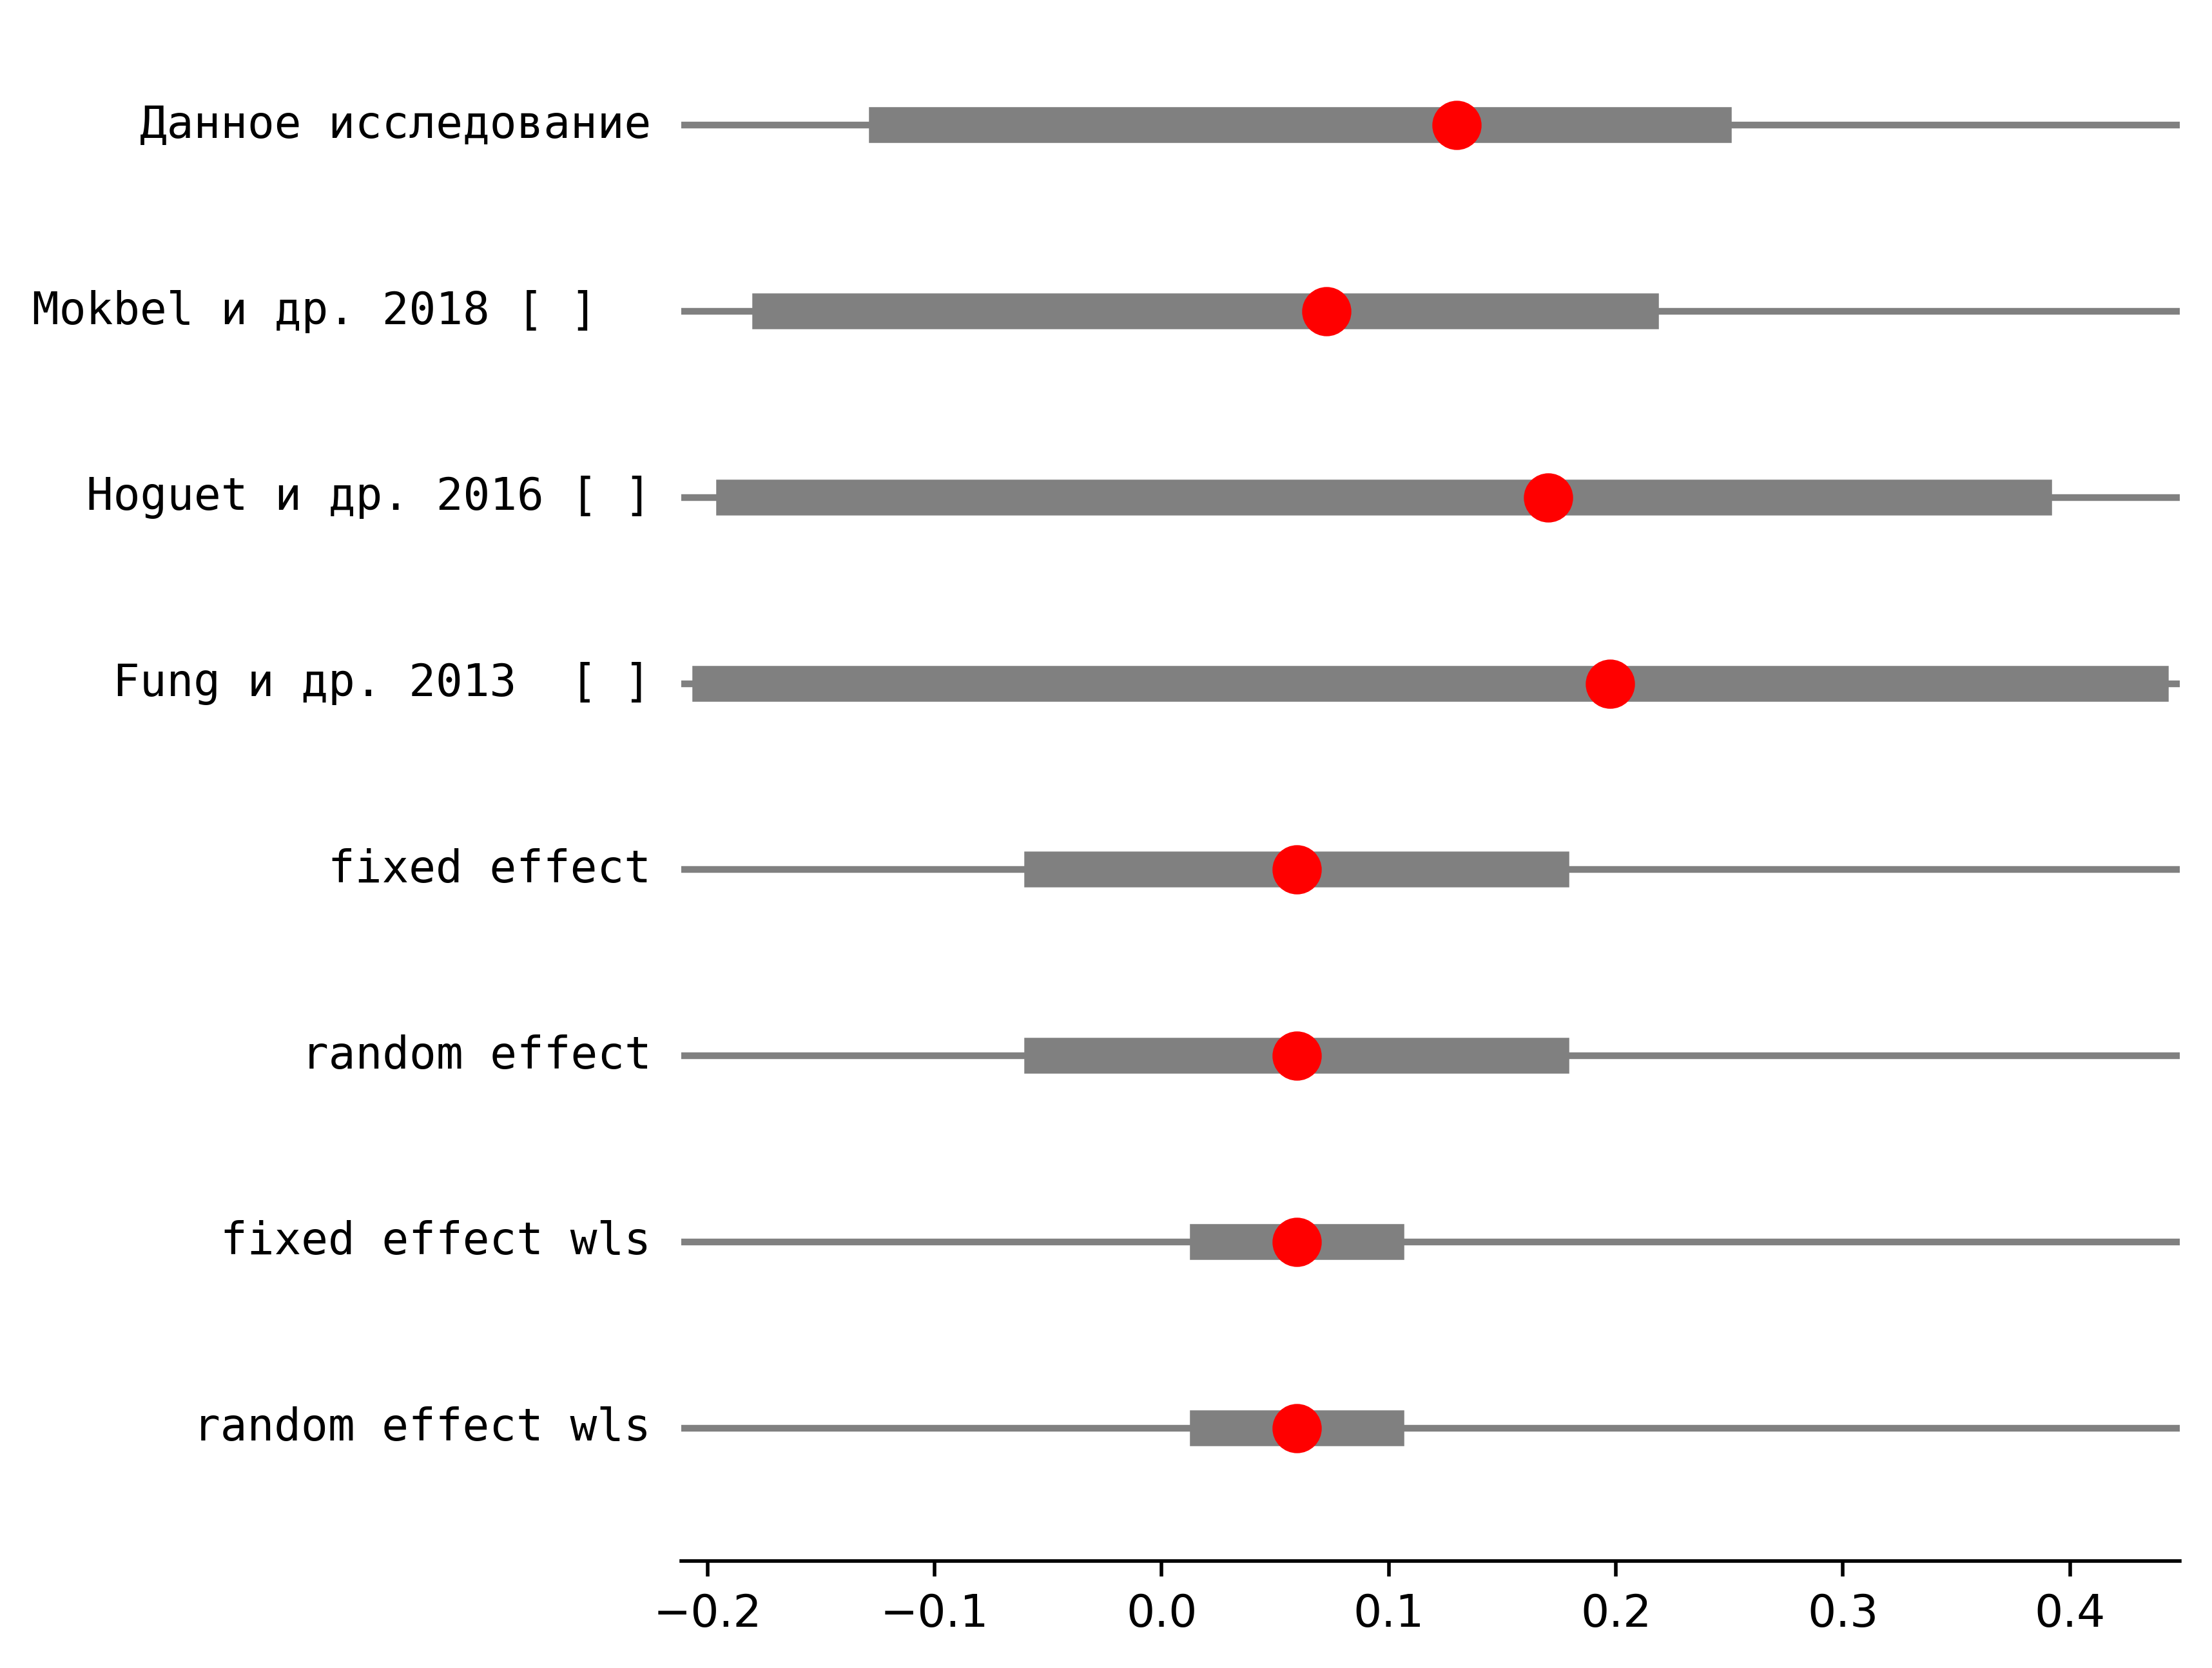 Данное исследование
Mokbel и др. 2018 [ ]
Hoguet и др. 2016 [ ]
Fung и др. 2013  [ ]
fixed effect
random effect
fixed effect wls
random effect wls
−0.2 −0.1 0.0 0.1 0.2 0.3 0.4